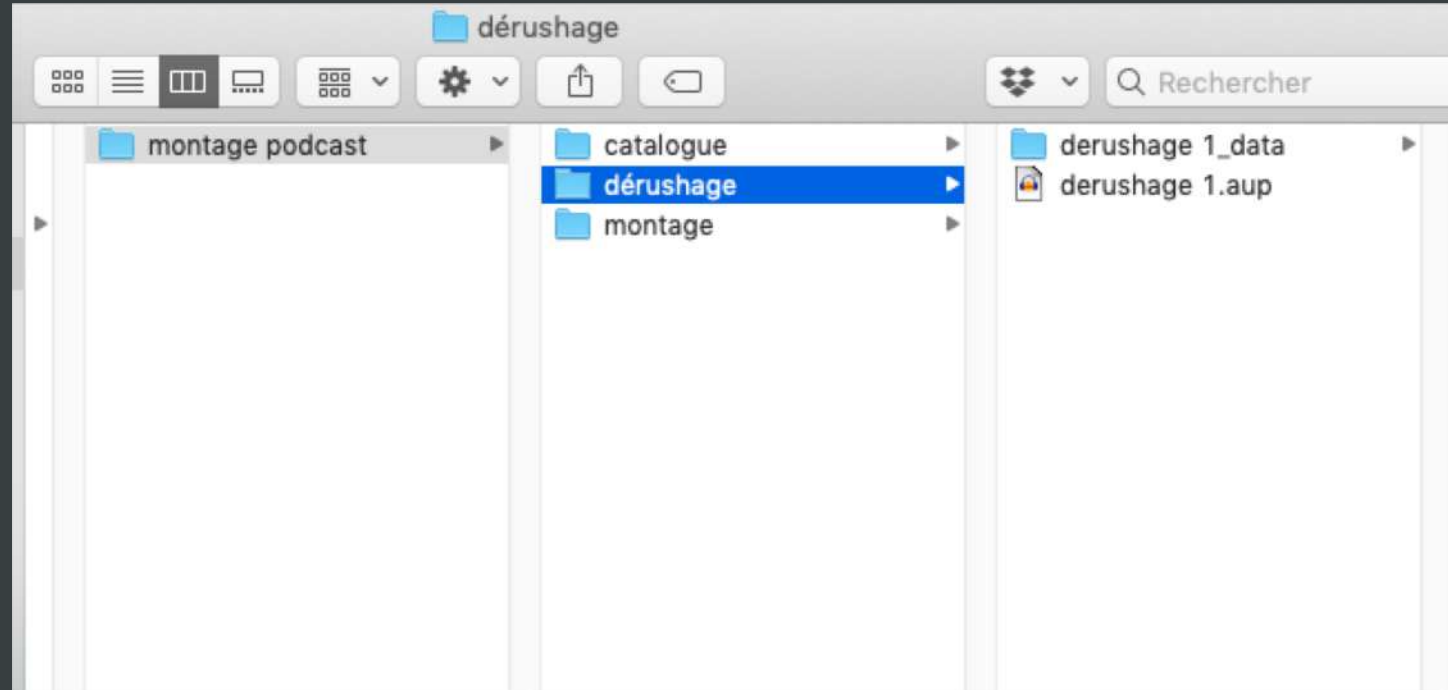 dérushage
Rechercher
montage podcast
catalogue
dérushage
montage
derushage 1_data
derushage 1.aup